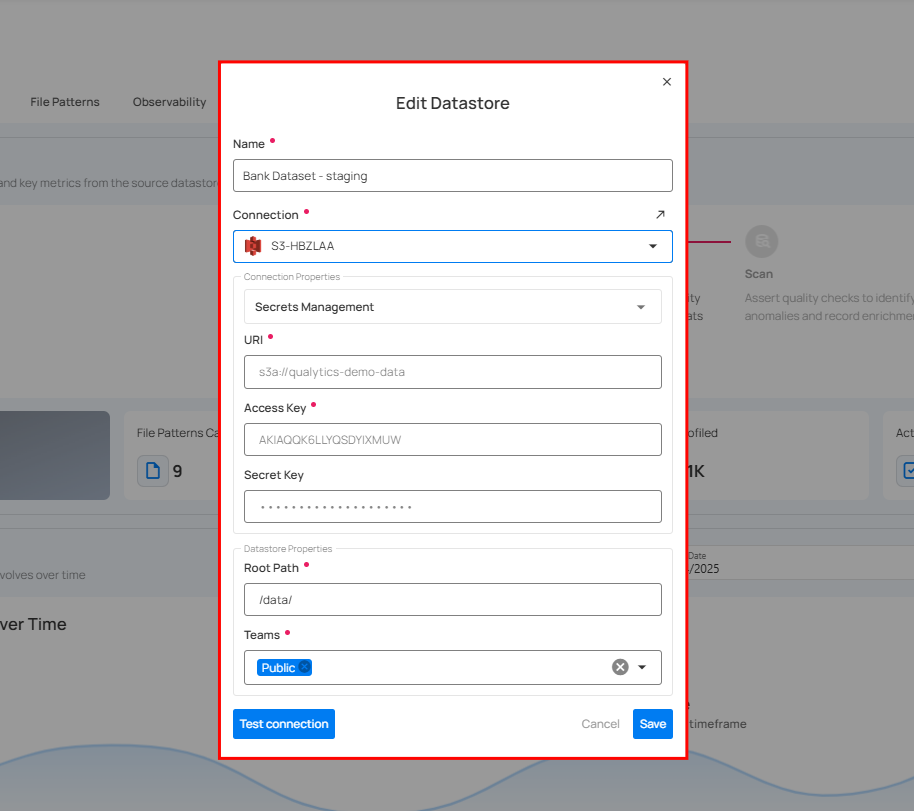 File Patterns
Observability
Edit Datastore
Name
Bank Dataset - staging
and key metrics from the source datastor
Connection
S3-HBZLAA
Connection Properties
Secrets Management
Scan
ity
Assert quality checks to identify
ats
anomalies and record enrichme
URI
s3a://qualytics-demo-data
Access Key
AKIAQQK6LLYQSDYIXMUW
File Patterns Ca
ofiled
Act
Secret Key
9
1K
••••••••••••••••••••
Datastore Properties
Date
Root Path
/2025
volves over time
/data/
ver Time
Teams
Public
e
Test connection
Cancel
Save
timeframe